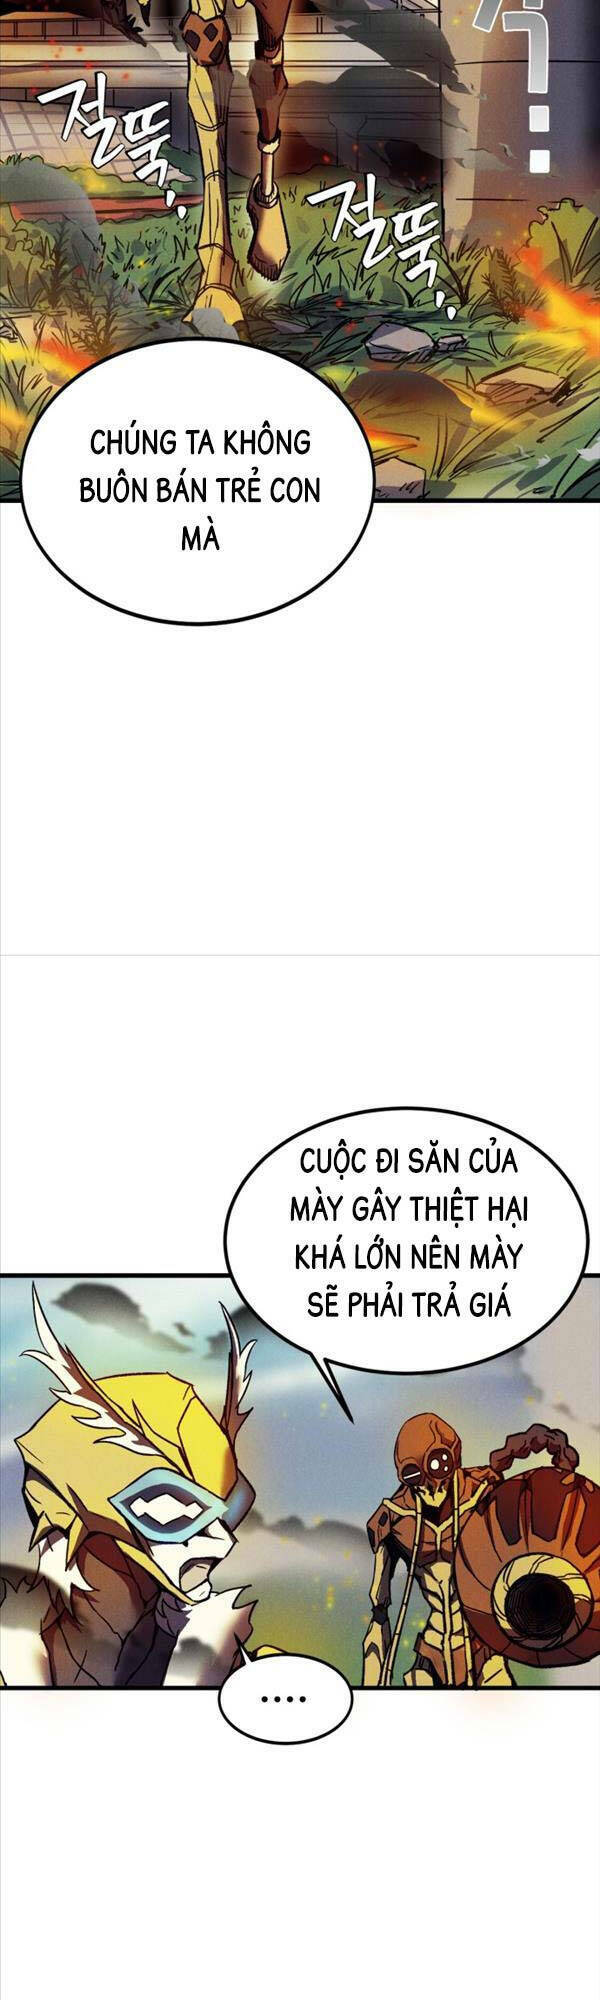 절뚝,
절뚝,
CHÚNG TA KHÔNG
BUÔN BÁN TRẺ CON
MÀ
CUỘC ĐI SĂN CỦA
MÀY GÂY THIỆT HẠI
KHÁ LỚN NÊN MÀY
SẼ PHẢI TRẢ GIÁ
....